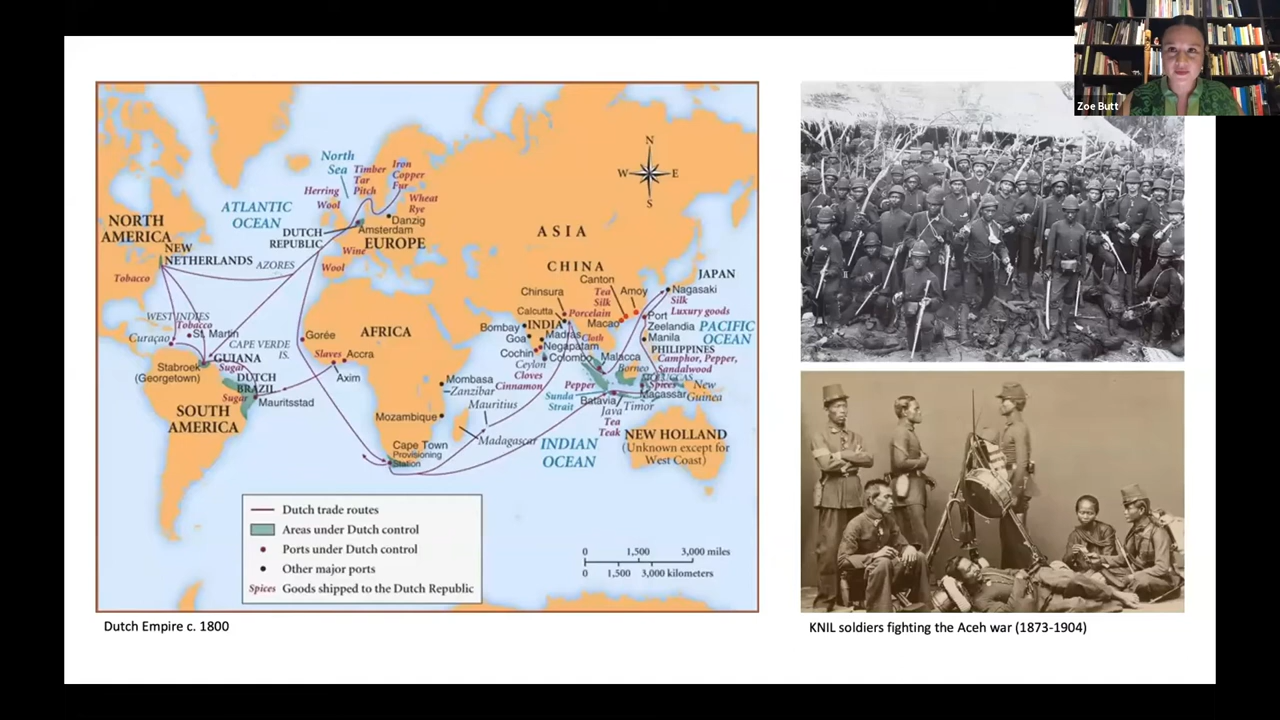 Zoe Butt
North
Sea
Timber
Tar
Pitch
Iron
Copper
Fur
Herring
Wool
Wheat
Rye
ATLANTIC
OCEAN
Danzig
Amsterdam
DUTCH
REPUBLIC
EUROPE
Wine
Wool
NORTH
AMERICA
NEW
NETHERLANDS
AZORES
Tobacco
N
W
E
S
ASIA
CHINA
JAPAN
Canton
Tea
Silk
Porcelain
Amoy
Nagasaki
Silk
Luxury goods
Chinsura
Calcutta
Macao
Port
Zeelandia
PACIFIC
OCEAN
Bombay
INDIA
Goa
Madras
Cloth
Manila
Negapatam
Cochin
Colombo
Ceylon
Cloves
Cinnamon
Malacca
PHILIPPINES
Camphor, Pepper,
Sandalwood
Borneo
MOLUCCAS
Spices
New
Guinea
Pepper
Macassar
Sunda
Strait
Batavia
Java
Timor
Tea
Teak
WEST INDIES
Tobacco
Curaçao
St. Martin
CAPE VERDE
IS.
Gorée
AFRICA
Slaves
Accra
Axim
Stabroek
(Georgetown)
GUIANA
Sugar
DUTCH
BRAZIL
Sugar
Mauritsstad
SOUTH
AMERICA
Mombasa
Zanzibar
Mauritius
Mozambique
Madagascar
INDIAN
OCEAN
Cape Town
Provisioning
Station
NEW HOLLAND
(Unknown except for
West Coast)
Dutch trade routes
Areas under Dutch control
Ports under Dutch control
Other major ports
Spices Goods shipped to the Dutch Republic
0 1,500 3,000 miles
0 1,500 3,000 kilometers
Dutch Empire c. 1800
KNIL soldiers fighting the Aceh war (1873-1904)